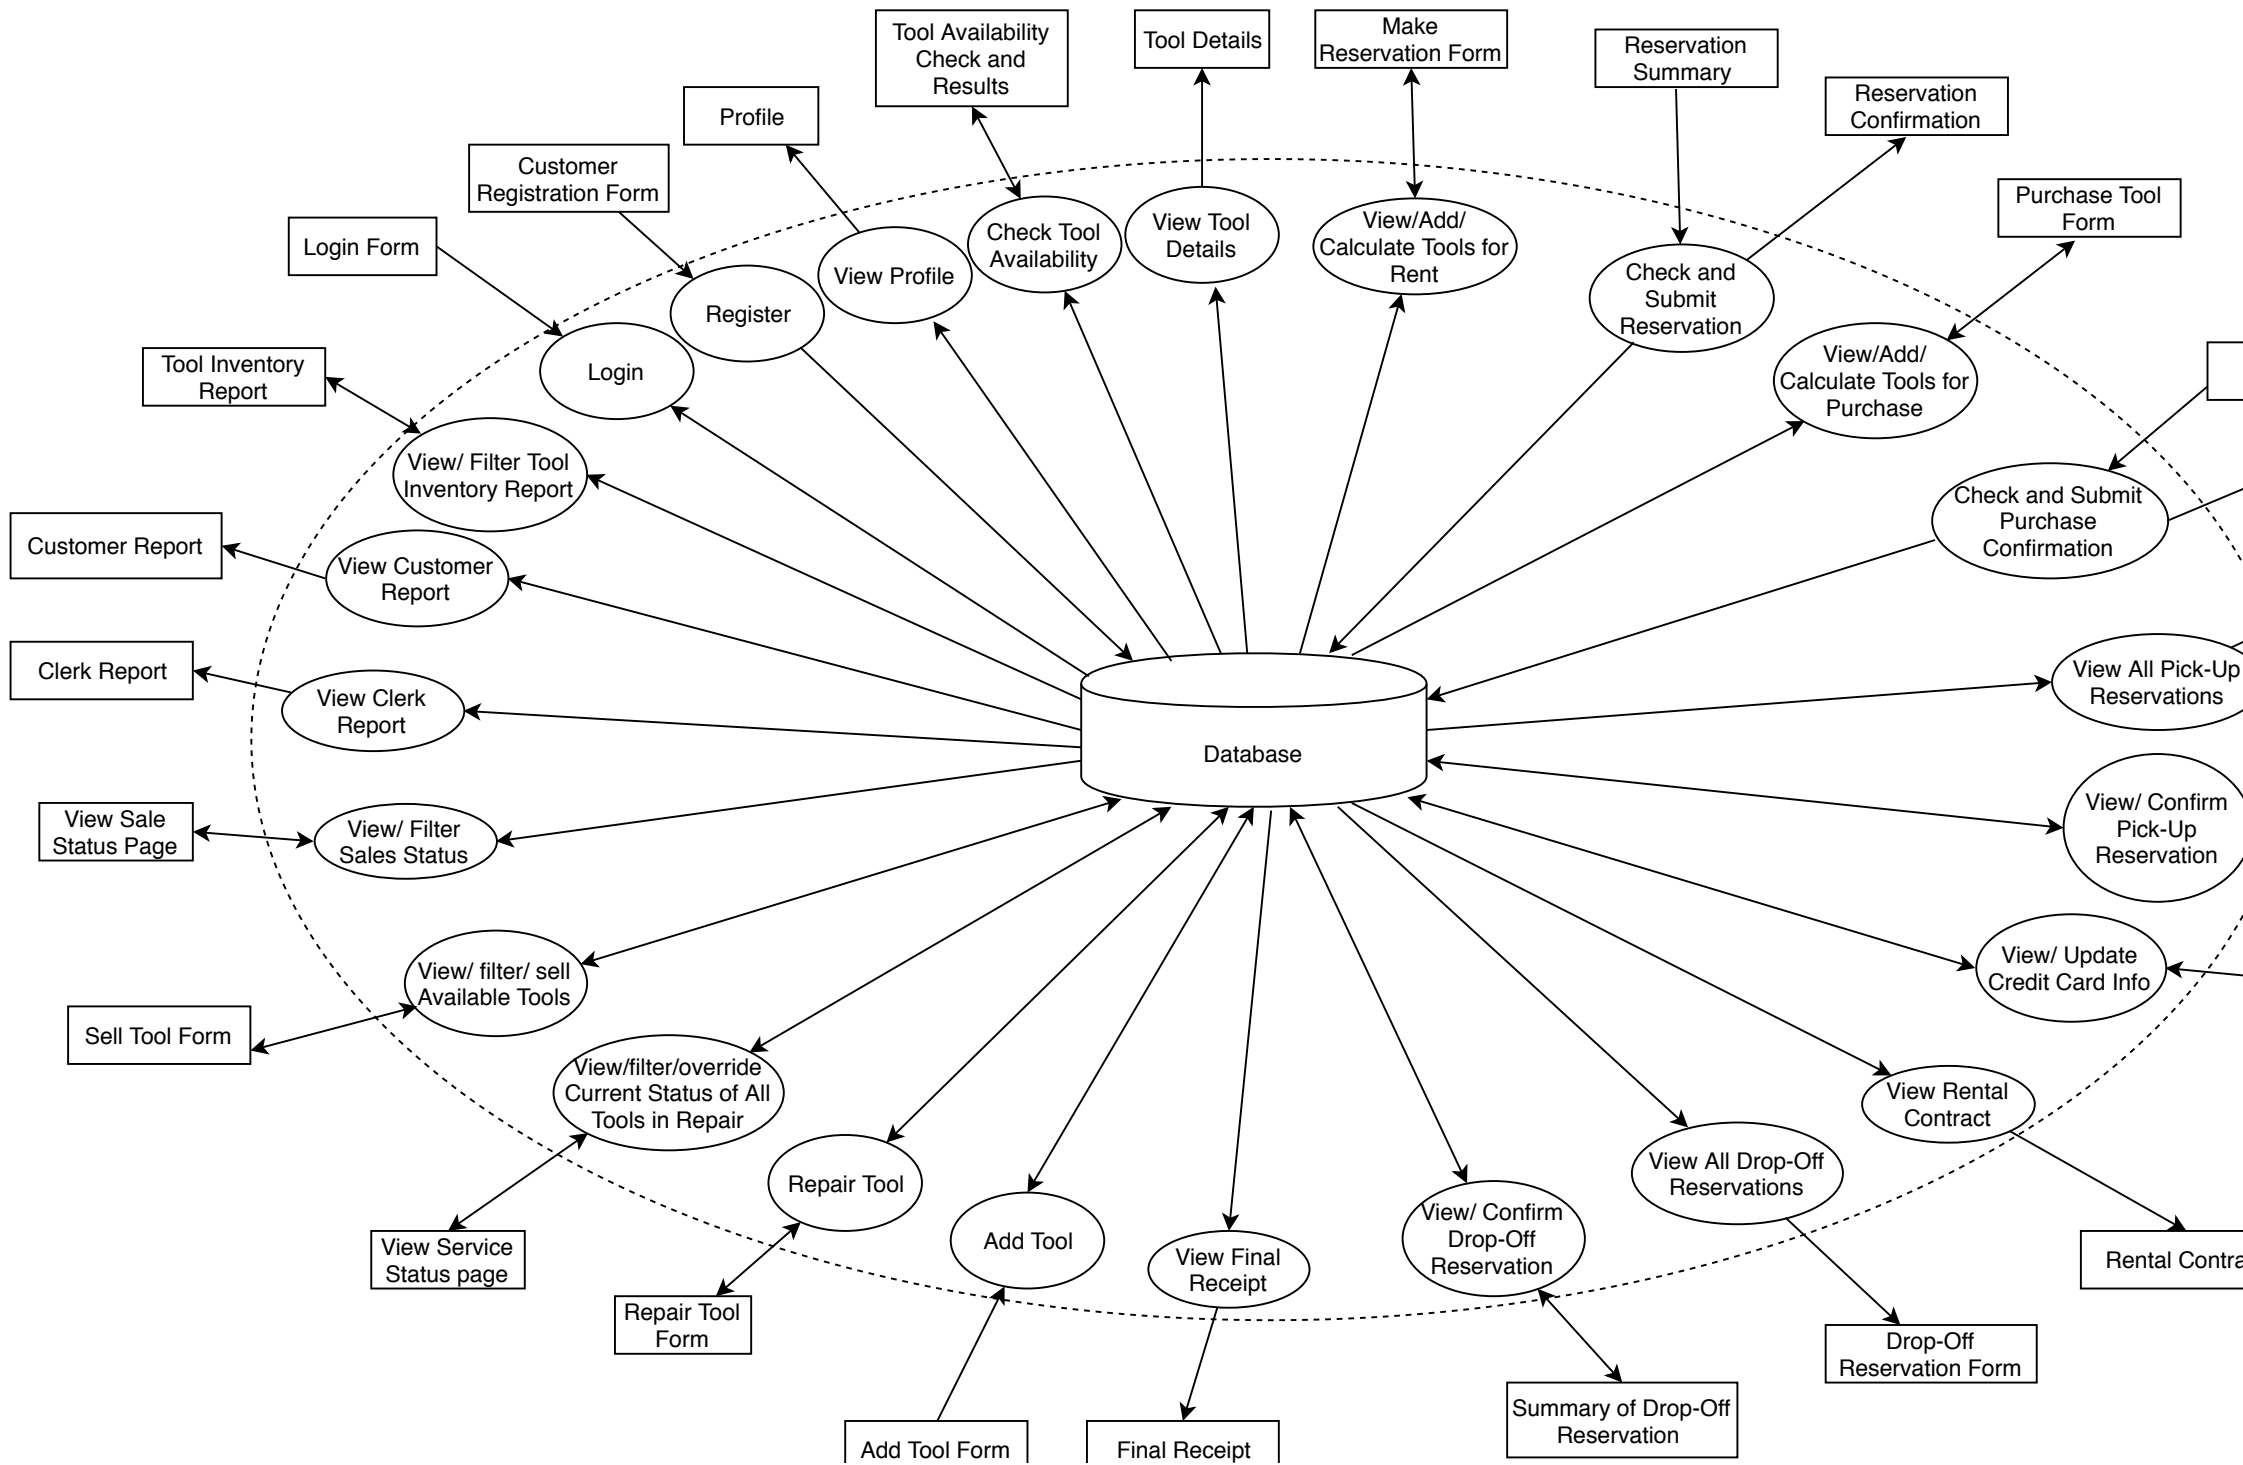 Tool Availability
Check and
Results
Tool Details
Make
Reservation Form
Reservation
Summary
Reservation
Confirmation
Profile
Customer
Registration Form
Purchase Tool
Form
Login Form
Check Tool
Availability
View Tool
Details
View/Add/
Calculate Tools for
Rent
View Profile
Check and
Submit
Reservation
Register
Login
View/Add/
Calculate Tools for
Purchase
Tool Inventory
Report
View/ Filter Tool
Inventory Report
Check and Submit
Purchase
Confirmation
Customer Report
View Customer
Report
Clerk Report
View Clerk
Report
View All Pick-Up
Reservations
Database
View Sale
Status Page
View/ Filter
Sales Status
View/ Confirm
Pick-Up
Reservation
View/ filter/ sell
Available Tools
View/ Update
Credit Card Info
Sell Tool Form
View/filter/override
Current Status of All
Tools in Repair
View Rental
Contract
Repair Tool
View All Drop-Off
Reservations
Add Tool
View Final
Receipt
View/ Confirm
Drop-Off
Reservation
View Service
Status page
Rental Contra
Repair Tool
Form
Drop-Off
Reservation Form
Summary of Drop-Off
Reservation
Add Tool Form
Final Receipt